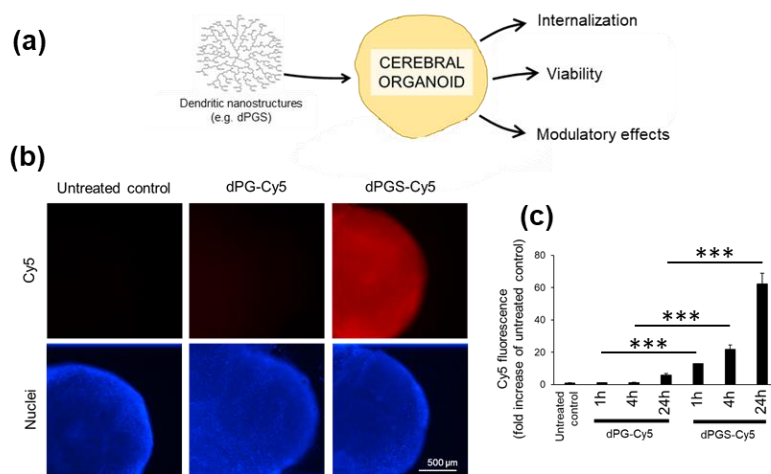 (a)
Dendritic nanostructures
(e.g. dPGS)
CEREBRAL
ORGANOID
Internalization
Viability
Modulatory effects
(b)
Untreated control
dPG-Cy5
dPGS-Cy5
Cy5
Nuclei
500 µm
(c)
Cy5 fluorescence
(fold increase of untreated control)
80
60
40
20
0
***
***
***
Untreated
control
1h
4h
24h
1h
4h
24h
dPG-Cy5
dPGS-Cy5